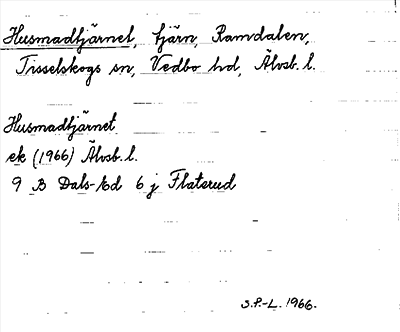 Husmadtjärnet, tjärn, Ramdalen,
Tisselskogs sn, Vedbo hd, Älvsb. l.
Husmadtjärnet
ek (1966) Älvsb. l.
9 B Dals-Ed 6 j Flaterud
S.P.-L. 1966.